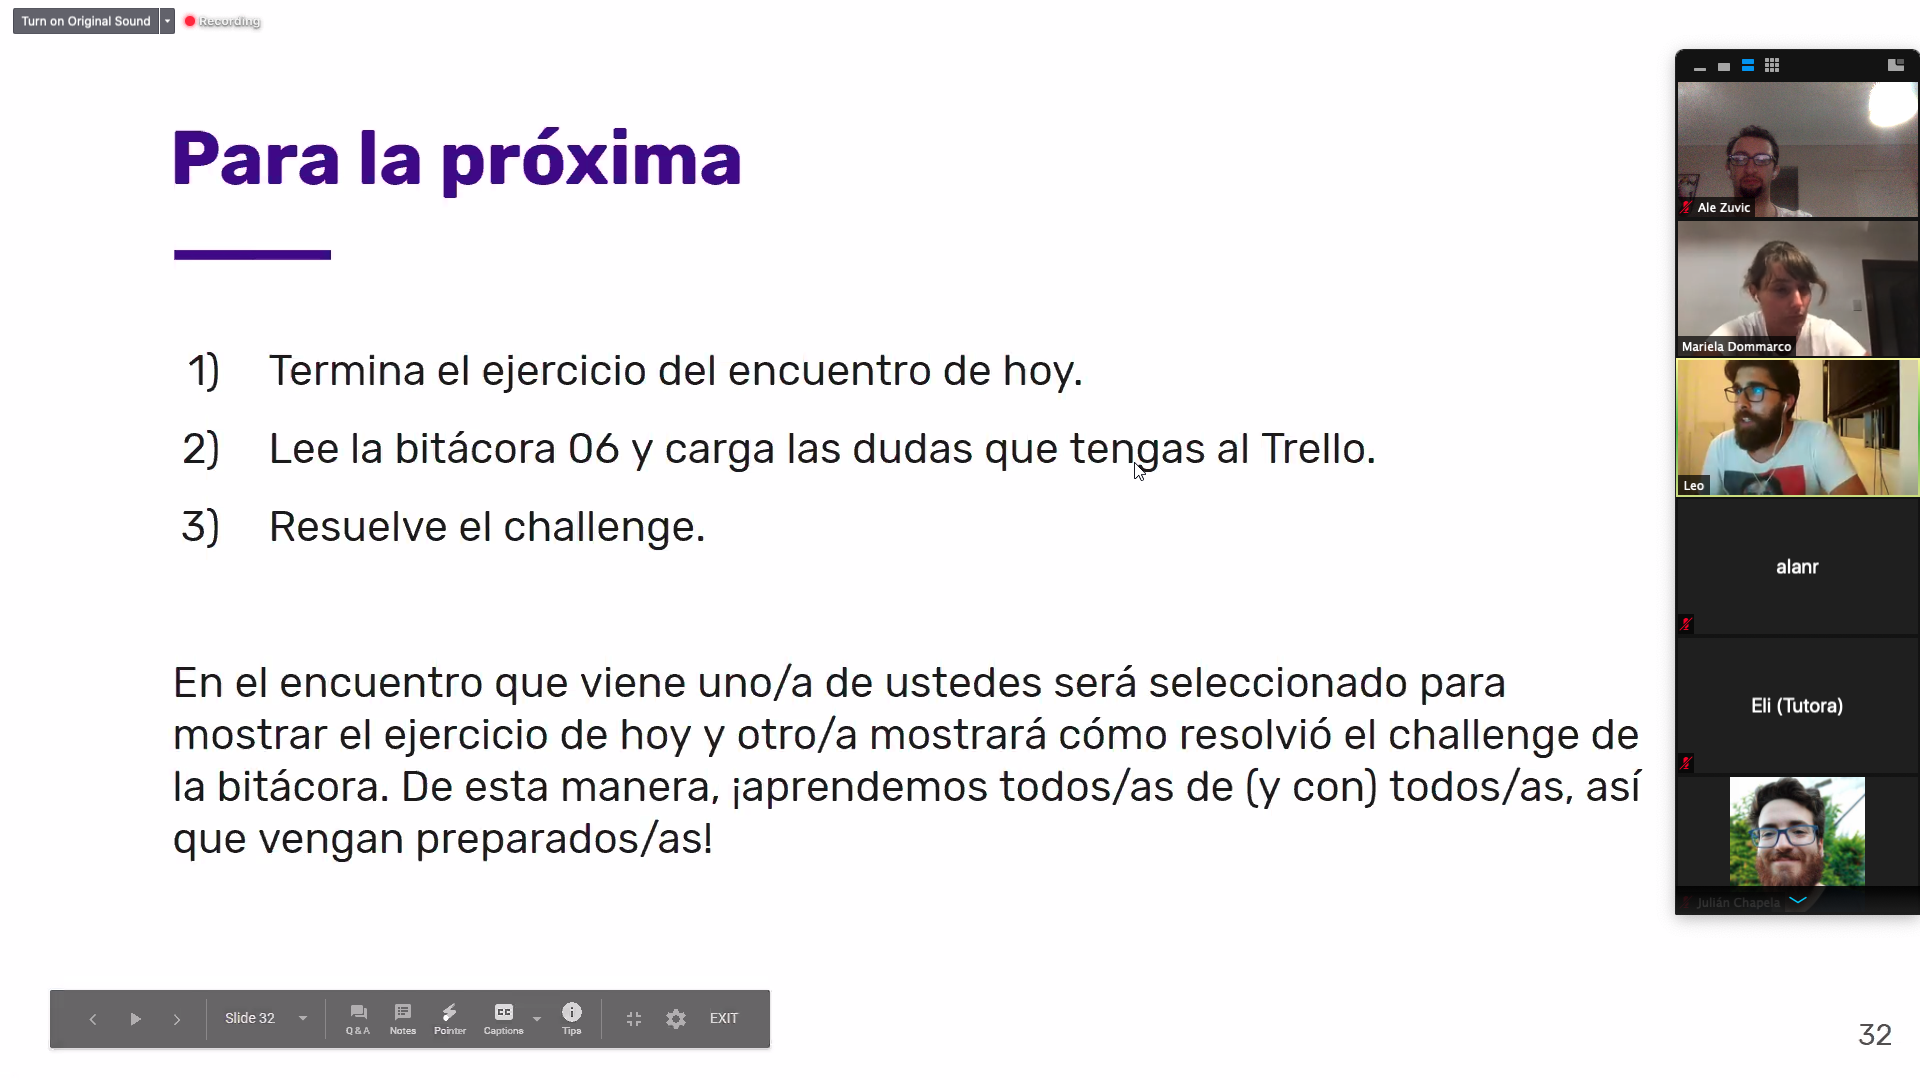 Turn on Original Sound
Recording
Para la próxima
1) Termina el ejercicio del encuentro de hoy.
2) Lee la bitácora 06 y carga las dudas que tengas al Trello.
3) Resuelve el challenge.
En el encuentro que viene uno/a de ustedes será seleccionado para
mostrar el ejercicio de hoy y otro/a mostrará cómo resolvió el challenge de
la bitácora. De esta manera, ¡aprendemos todos/as de (y con) todos/as, así
que vengan preparados/as!
Ale Zuvic
Mariela Dommarco
Leo
alanr
Eli (Tutora)
Julián Chapela
Slide 32
Q&A
Notes
Pointer
CC
Captions
Tips
EXIT
32